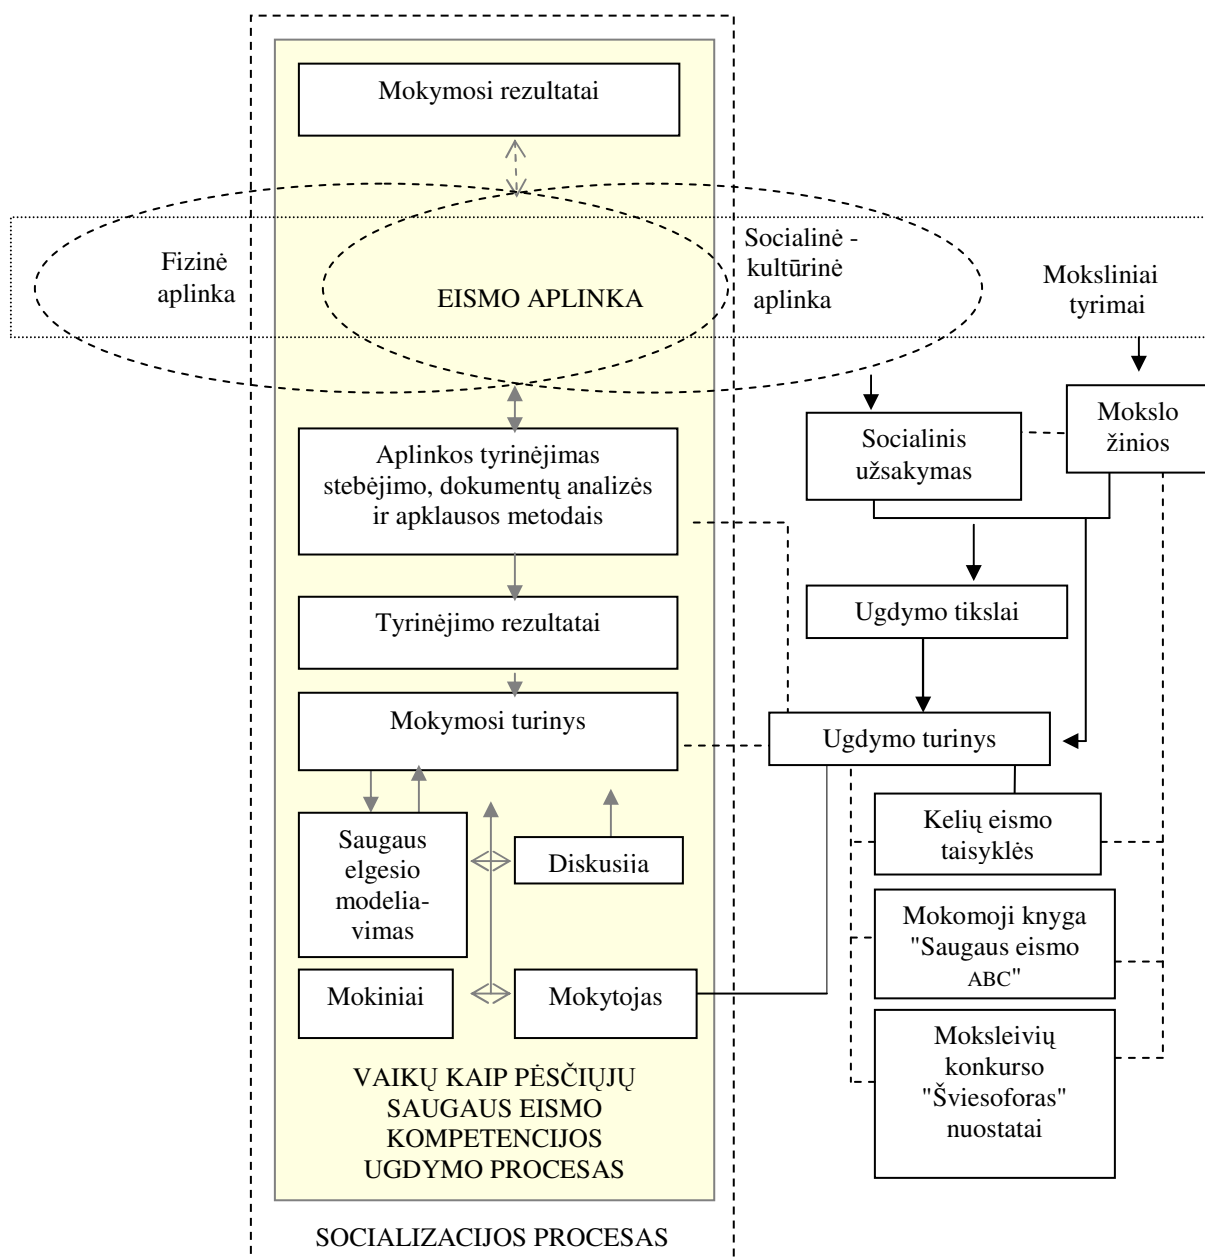 Mokymosi rezultatai
Fizinė
aplinka
EISMO APLINKA
Socialinė -
kultūrinė
aplinka
Moksliniai
tyrimai
Aplinkos tyrinėjimas
stebėjimo, dokumentų analizės
ir apklausos metodais
Socialinis
užsakymas
Mokslo
žinios
Tyrinėjimo rezultatai
Ugdymo tikslai
Mokymosi turinys
Ugdymo turinys
Saugaus
elgesio
modelia-
vimas
Diskusija
Kelių eismo
taisyklės
Mokomoji knyga
"Saugaus eismo
ABC"
Mokiniai
Mokytojas
Moksleivių
konkurso
"Šviesoforas"
nuostatai
VAIKŲ KAIP PĖSČIŲJŲ
SAUGAUS EISMO
KOMPETENCIJOS
UGDYMO PROCESAS
SOCIALIZACIJOS PROCESAS